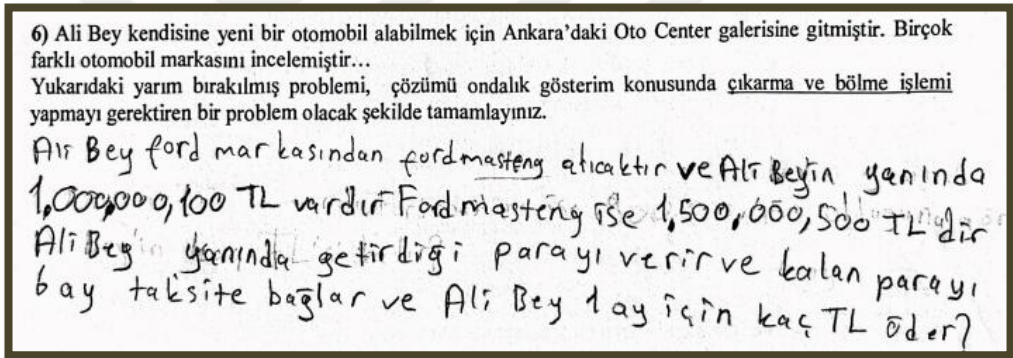 6) Ali Bey kendisine yeni bir otomobil alabilmek için Ankara'daki Oto Center galerisine gitmiştir. Birçok
farklı otomobil markasını incelemiştir…
Yukarıdaki yarım bırakılmış problemi, çözümü ondalık gösterim konusunda çıkarma ve bölme işlemi
yapmayı gerektiren bir problem olacak şekilde tamamlayınız.
Ali Bey ford markasından fordmasteng alıcaktır ve Ali Beyin yanında
1,000,000,100 TL vardır Fordmasteng ise 1,500,000,500 TL dir
Ali Bey yanında getirdiği parayı verir ve kalan parayı
6 ay taksite bağlar ve Ali Bey 1 ay için kaç TL öder?